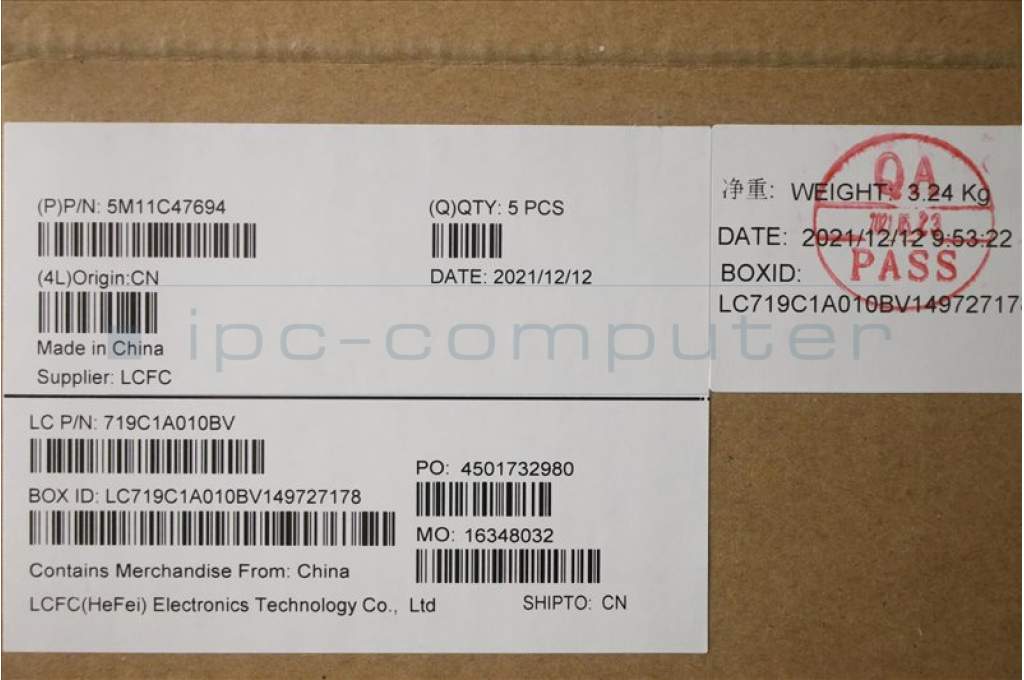 (P)P/N: 5M11C47694
(Q)QTY: 5 PCS
(4L)Origin:CN
DATE: 2021/12/12
Made in China
Supplier: LCFC
LC P/N: 719C1A010BV
PO: 4501732980
BOX ID: LC719C1A010BV149727178
MO: 16348032
Contains Merchandise From: China
LCFC(HeFei) Electronics Technology Co., Ltd
SHIPTO: CN
净重: WEIGHT: 3.24 Kg
DATE: 2021/12/12 9:53:22
BOXID:
LC719C1A010BV149727178
QA
PASS
ipc-computer